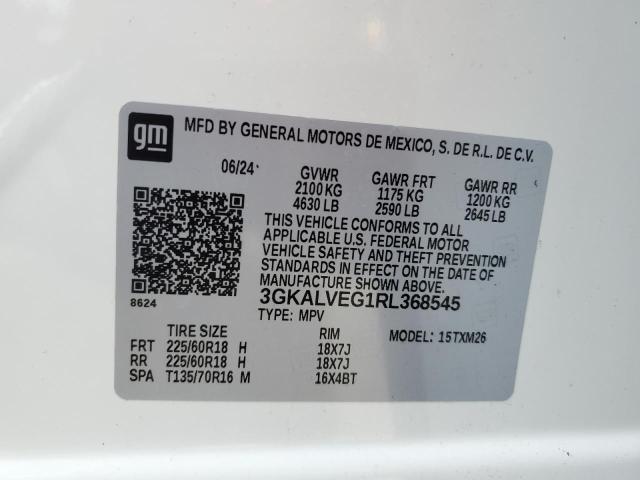 gm
MFD BY GENERAL MOTORS DE MEXICO, S. DE R.L. DE C.V.
06/24 GVWR GAWR FRT GAWR RR
2100 KG 1175 KG 1200 KG
4630 LB 2590 LB 2645 LB
THIS VEHICLE CONFORMS TO ALL
APPLICABLE U.S. FEDERAL MOTOR
VEHICLE SAFETY AND THEFT PREVENTION
STANDARDS IN EFFECT ON THE DATE OF
MANUFACTURE SHOWN ABOVE.
8624
3GKALVEG1RL368545
TYPE: MPV
TIRE SIZE RIM MODEL: 15TXM26
FRT 225/60R18 H 18X7J
RR 225/60R18 H 18X7J
SPA T135/70R16 M 16X4BT